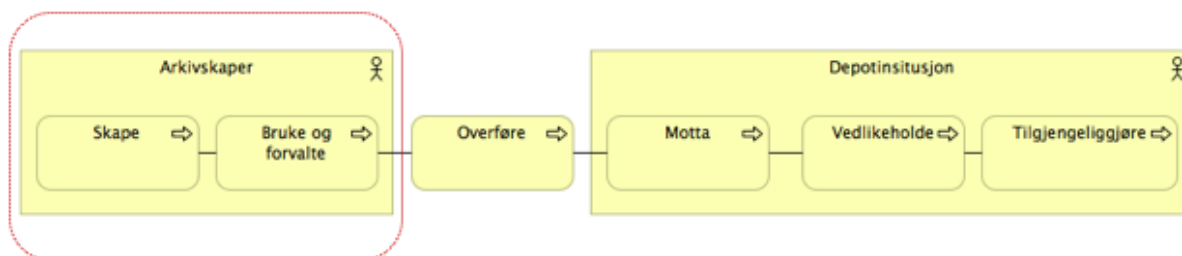 Arkivskaper
Depotinsitusjon
Skape
Bruke og
forvalte
Overføre
Motta
Vedlikeholde
Tilgjengeliggjøre